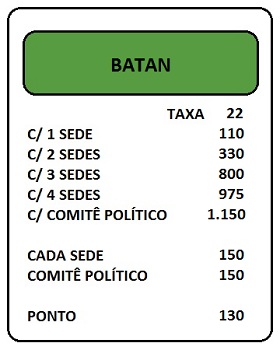 BATAN
TAXA 22
C/ 1 SEDE 110
C/ 2 SEDES 330
C/ 3 SEDES 800
C/ 4 SEDES 975
C/ COMITÊ POLÍTICO 1.150
CADA SEDE 150
COMITÊ POLÍTICO 150
PONTO 130